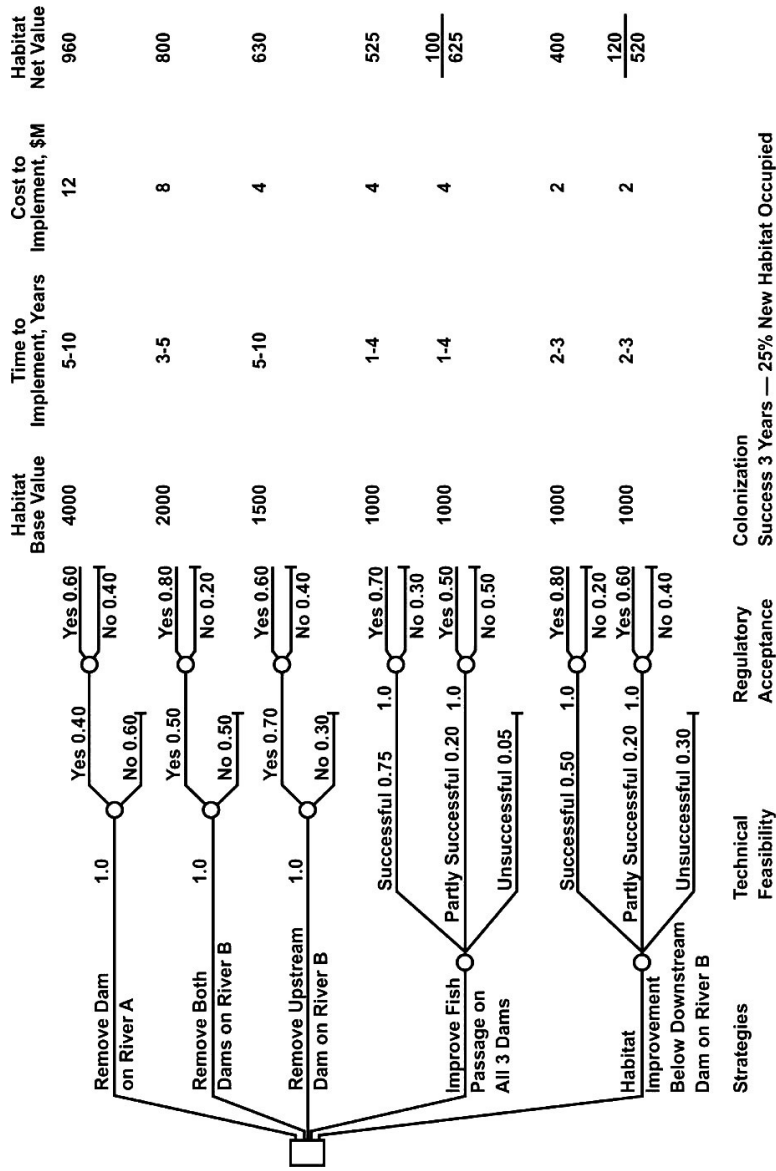 Habitat
Base Value
Time to
Implement, Years
Cost to
Implement, $M
Habitat
Net Value
Remove Dam
on River A
1.0
Yes 0.40
No 0.60
Yes 0.60
No 0.40
4000
5-10
12
960
Remove Both
Dams on River B
1.0
Yes 0.50
No 0.50
Yes 0.80
No 0.20
2000
3-5
8
800
Remove Upstream
Dam on River B
1.0
Yes 0.70
No 0.30
Yes 0.60
No 0.40
1500
5-10
4
630
Improve Fish
Passage on
All 3 Dams
Successful 0.75
1.0
Yes 0.70
No 0.30
1000
1-4
4
525
Partly Successful 0.20
1.0
Yes 0.50
No 0.50
1000
1-4
4
100
625
Unsuccessful 0.05
Habitat
Improvement
Below Downstream
Dam on River B
Successful 0.50
1.0
Yes 0.80
No 0.20
1000
2-3
2
400
Partly Successful 0.20
1.0
Yes 0.60
No 0.40
1000
2-3
2
120
520
Unsuccessful 0.30
Strategies
Technical
Feasibility
Regulatory
Acceptance
Colonization
Success 3 Years — 25% New Habitat Occupied